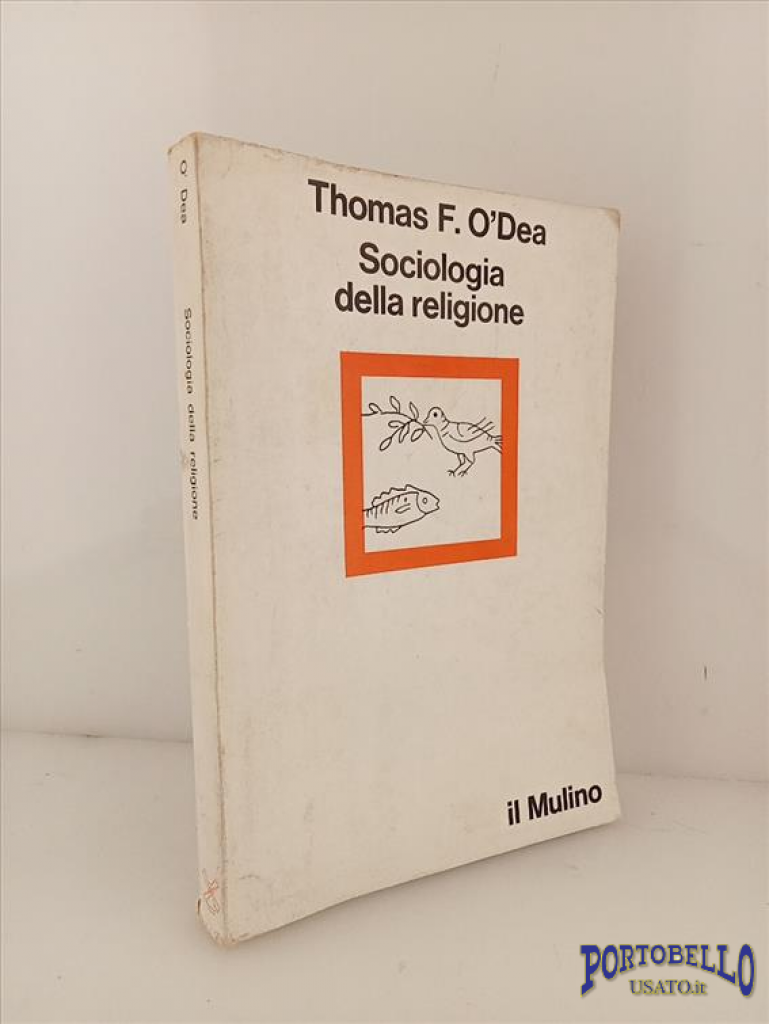 Thomas F. O'Dea
Sociologia
della religione
il Mulino
O' Dea
Sociologia della religione
PORTOBELLO
USATO.it